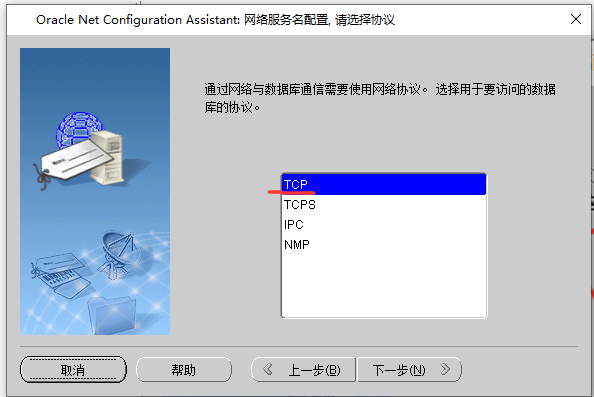 Oracle Net Configuration Assistant: 网络服务名配置, 请选择协议
通过网络与数据库通信需要使用网络协议。 选择用于要访问的数据
库的协议。
TCP
TCPS
IPC
NMP
取消 帮助 上一步(B) 下一步(N)